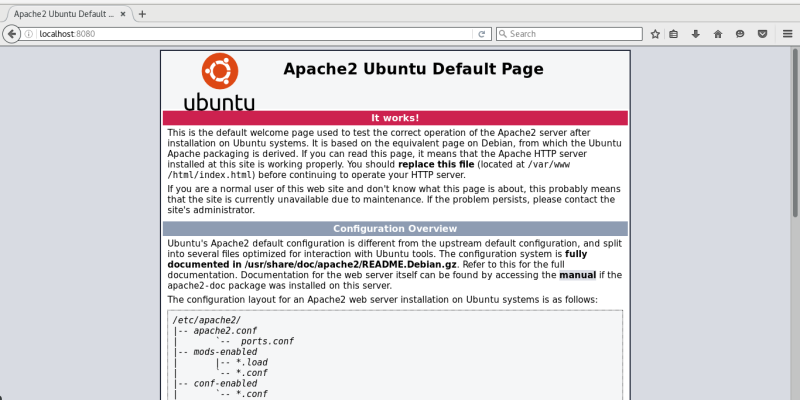 Apache2 Ubuntu Default ...
localhost:8080
Search
ubuntu
Apache2 Ubuntu Default Page
It works!
This is the default welcome page used to test the correct operation of the Apache2 server after
installation on Ubuntu systems. It is based on the equivalent page on Debian, from which the Ubuntu
Apache packaging is derived. If you can read this page, it means that the Apache HTTP server
installed at this site is working properly. You should replace this file (located at /var/www
/html/index.html) before continuing to operate your HTTP server.
If you are a normal user of this web site and don't know what this page is about, this probably means
that the site is currently unavailable due to maintenance. If the problem persists, please contact the
site's administrator.
Configuration Overview
Ubuntu's Apache2 default configuration is different from the upstream default configuration, and split
into several files optimized for interaction with Ubuntu tools. The configuration system is fully
documented in /usr/share/doc/apache2/README.Debian.gz. Refer to this for the full
documentation. Documentation for the web server itself can be found by accessing the manual if the
apache2-doc package was installed on this server.
The configuration layout for an Apache2 web server installation on Ubuntu systems is as follows:
/etc/apache2/
|-- apache2.conf
|       `--  ports.conf
|-- mods-enabled
|       |-- *.load
|       `-- *.conf
|-- conf-enabled
|       `-- *.conf